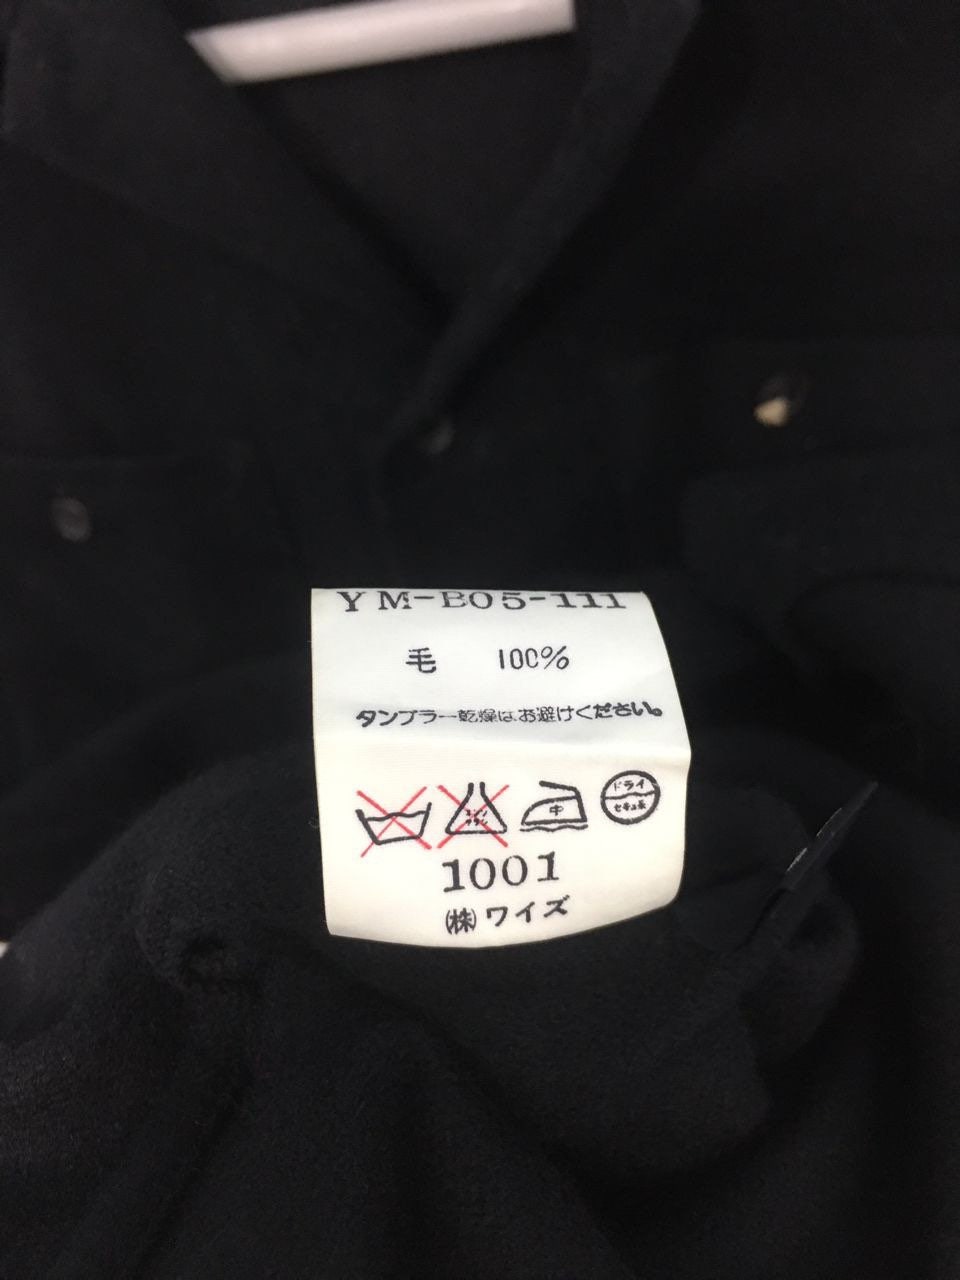 YM-B05-111
毛 100%
タンブラー乾燥はお避けください。
中
ドライ
セキユ系
1001
㈱ワイズ